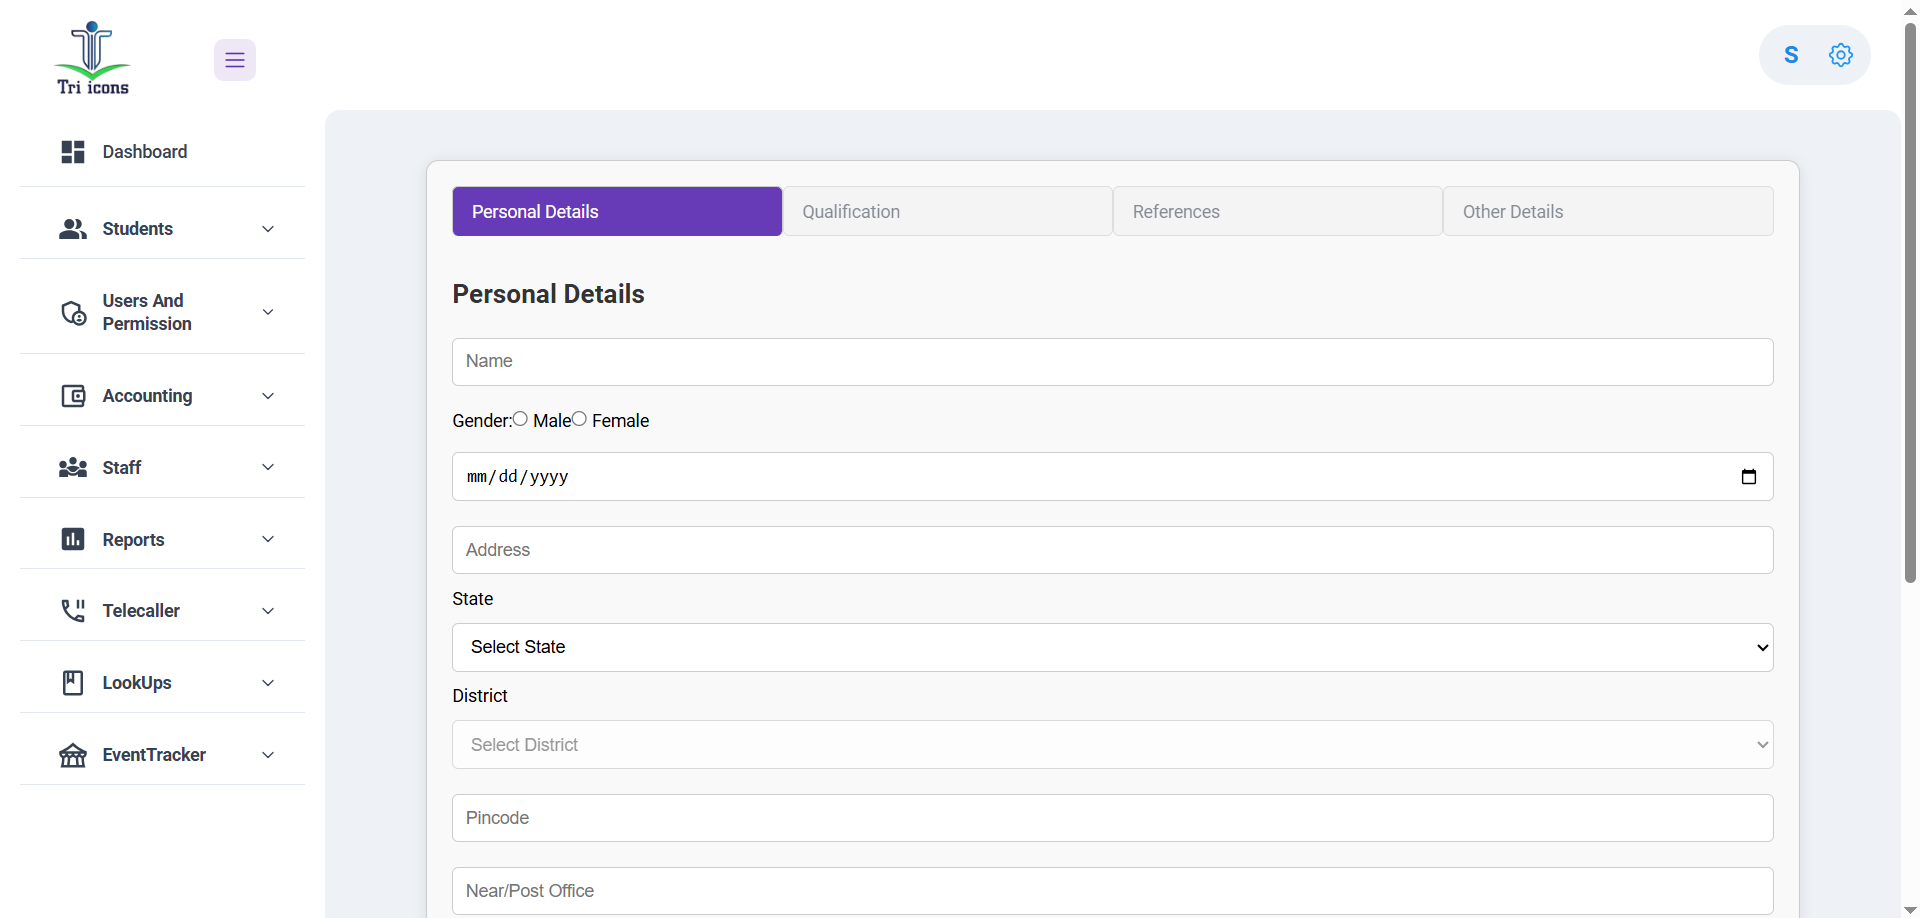 Tri icons
S
Dashboard
Students
Users And
Permission
Accounting
Staff
Reports
Telecaller
LookUps
EventTracker
Personal Details
Qualification
References
Other Details
Personal Details
Name
Gender: Male Female
mm/dd/yyyy
Address
State
Select State
District
Select District
Pincode
Near/Post Office